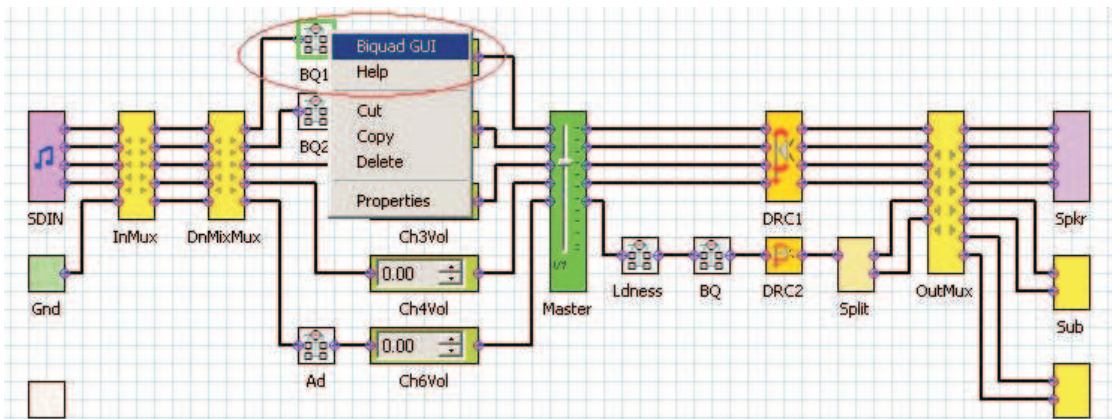 BQ1
Biquad GUI
Help
Cut
Copy
Delete
Properties
BQ2
SDIN
InMux
DnMixMux
Ch3Vol
DRC1
Spkr
Gnd
0.00
Ch4Vol
Master
Ldness
BQ
DRC2
Split
OutMux
Sub
Ad
0.00
Ch6Vol